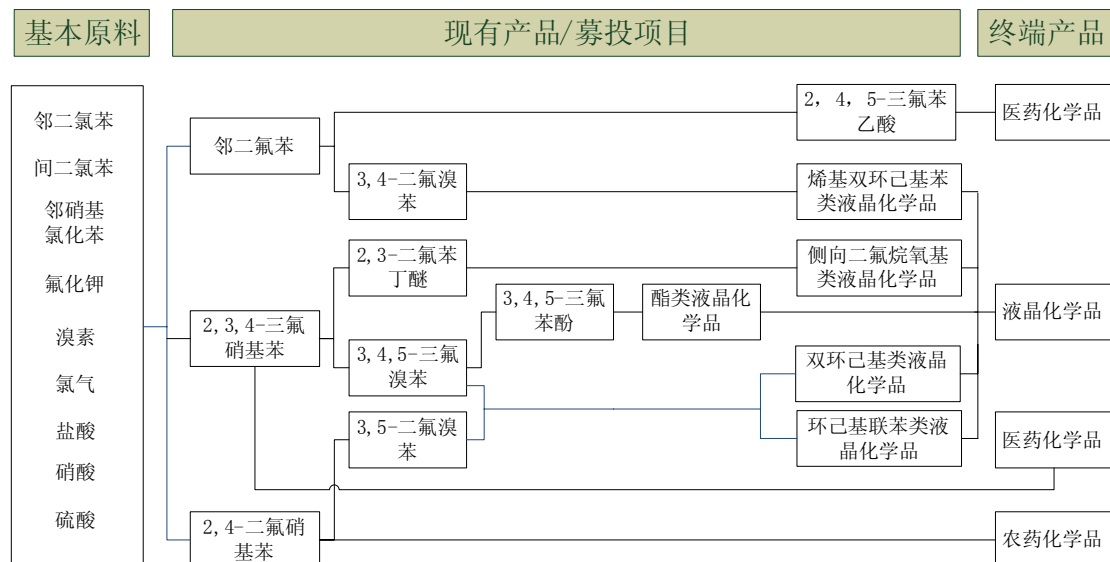 基本原料
现有产品/募投项目
终端产品
邻二氯苯
间二氯苯
邻硝基
氯化苯
氟化钾
溴素
氯气
盐酸
硝酸
硫酸
邻二氟苯
2,3,4-三氟
硝基苯
2,4-二氟硝
基苯
3,4-二氟溴
苯
2,3-二氟苯
丁醚
3,4,5-三氟
溴苯
3,5-二氟溴
苯
3,4,5-三氟
苯酚
酯类液晶化
学品
2, 4, 5-三氟苯
乙酸
烯基双环己基苯
类液晶化学品
侧向二氟烷氧基
类液晶化学品
双环己基类液晶
化学品
环己基联苯类液
晶化学品
医药化学品
液晶化学品
医药化学品
农药化学品